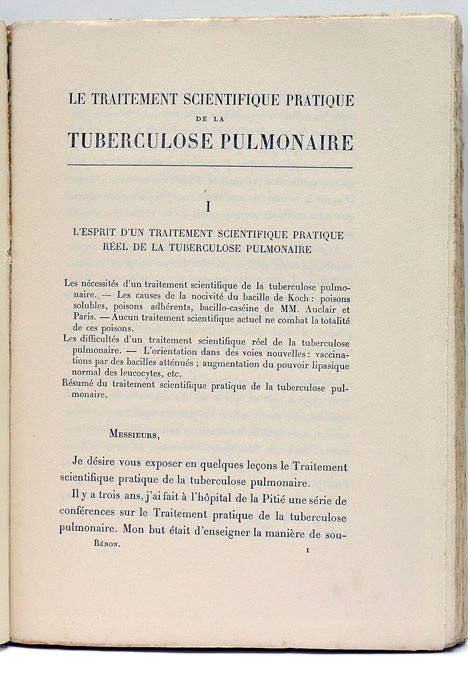 LE TRAITEMENT SCIENTIFIQUE PRATIQUE
DE LA
TUBERCULOSE PULMONAIRE
I
L'ESPRIT D'UN TRAITEMENT SCIENTIFIQUE PRATIQUE
RÉEL DE LA TUBERCULOSE PULMONAIRE
Les nécessités d'un traitement scientifique de la tuberculose pulmo-
naire. — Les causes de la nocivité du bacille de Koch : poisons
solubles, poisons adhérents, bacillo-caséine de MM. Auclair et
Paris. — Aucun traitement scientifique actuel ne combat la totalité
de ces poisons.
Les difficultés d'un traitement scientifique réel de la tuberculose
pulmonaire. — L'orientation dans des voies nouvelles : vaccina-
tions par des bacilles atténués ; augmentation du pouvoir lipasique
normal des leucocytes, etc.
Résumé du traitement scientifique pratique de la tuberculose pul-
monaire.
MESSIEURS,
Je désire vous exposer en quelques leçons le Traitement
scientifique pratique de la tuberculose pulmonaire.
Il y a trois ans, j'ai fait à l'hôpital de la Pitié une série de
conférences sur le Traitement pratique de la tuberculose
pulmonaire. Mon but était d'enseigner la manière de sou-
RÉNON. 1